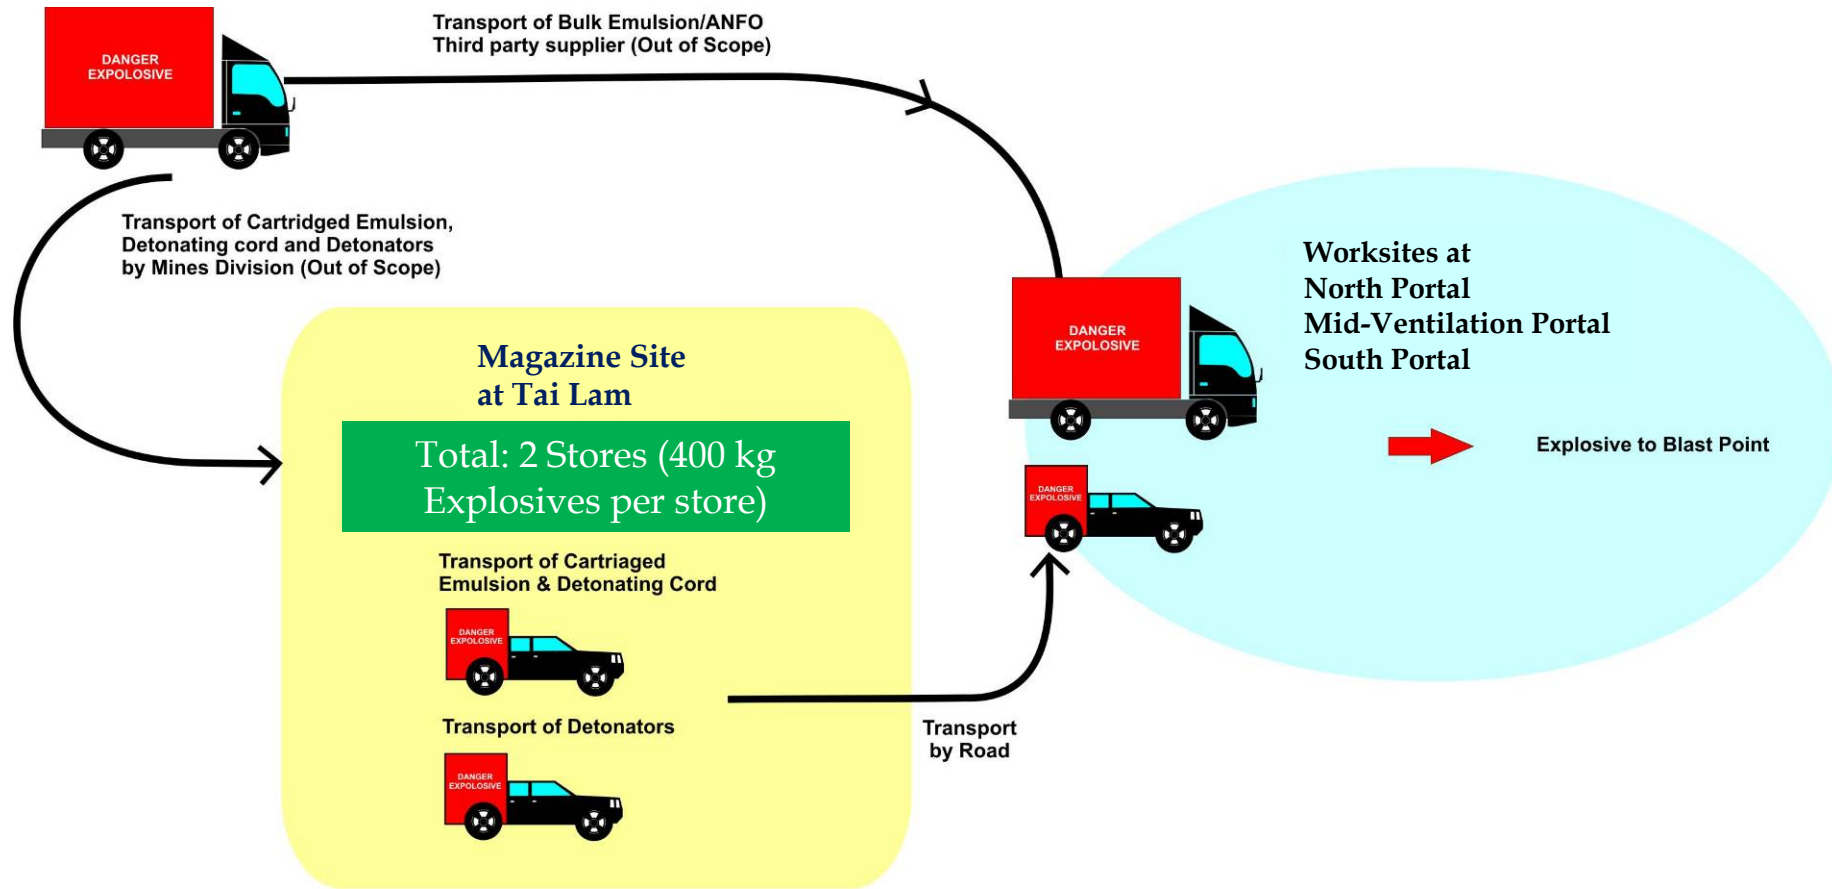 DANGER
EXPOLOSIVE
Transport of Bulk Emulsion/ANFO
Third party supplier (Out of Scope)
Transport of Cartridged Emulsion,
Detonating cord and Detonators
by Mines Division (Out of Scope)
Magazine Site
at Tai Lam
Total: 2 Stores (400 kg
Explosives per store)
Transport of Cartriaged
Emulsion & Detonating Cord
DANGER
EXPOLOSIVE
Transport of Detonators
DANGER
EXPOLOSIVE
Transport
by Road
DANGER
EXPOLOSIVE
DANGER
EXPOLOSIVE
Worksites at
North Portal
Mid-Ventilation Portal
South Portal
Explosive to Blast Point